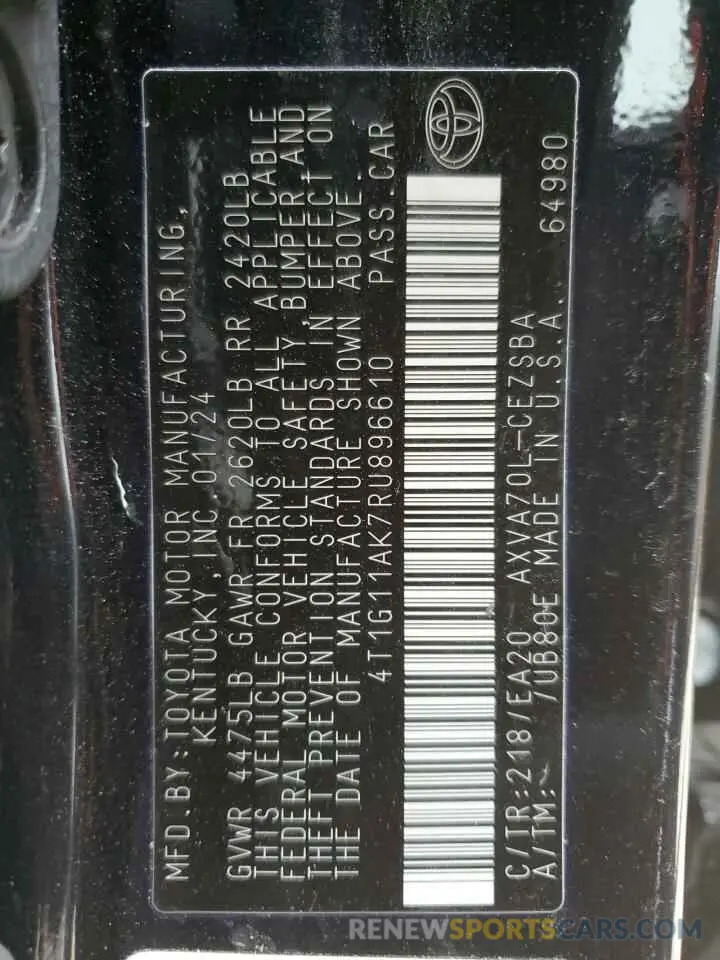 MFD.BY:TOYOTA MOTOR MANUFACTURING,
KENTUCKY,INC. 01/24
GVWR 4475LB GAWR FR 2620LB RR 2420LB
THIS VEHICLE CONFORMS TO ALL APPLICABLE
FEDERAL MOTOR VEHICLE SAFETY,BUMPER,AND
THEFT PREVENTION STANDARDS IN EFFECT ON
THE DATE OF MANUFACTURE SHOWN ABOVE.
4T1G11AK7RU896610 PASS.CAR
C/TR:218/EA20 AXVA70L-CEZSBA
A/TM:-/UB80E MADE IN U.S.A. 64980
RENEWSPORTSCARS20.COM